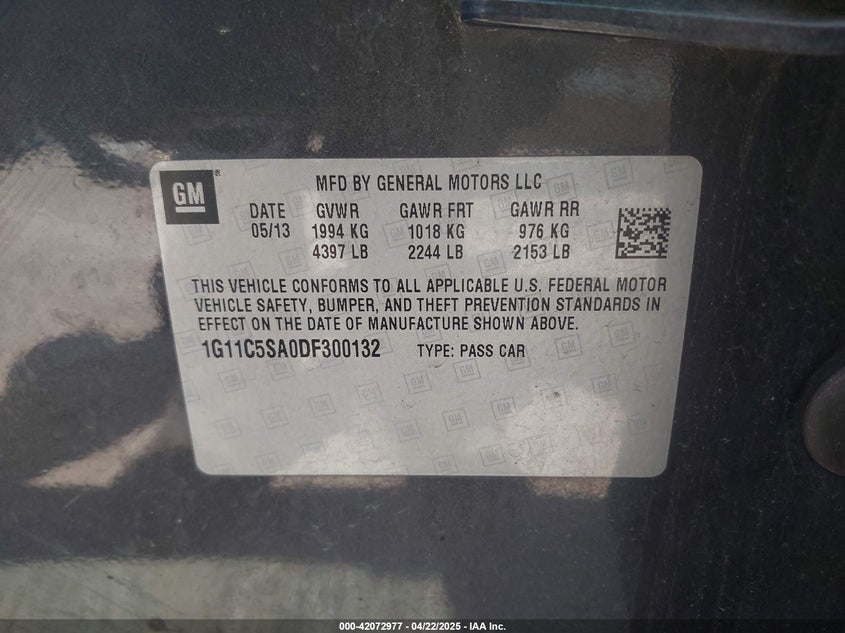 GM
MFD BY GENERAL MOTORS LLC
DATE GVWR GAWR FRT GAWR RR
05/13 1994 KG 1018 KG 976 KG
4397 LB 2244 LB 2153 LB
THIS VEHICLE CONFORMS TO ALL APPLICABLE U.S. FEDERAL MOTOR
VEHICLE SAFETY, BUMPER, AND THEFT PREVENTION STANDARDS IN
EFFECT ON THE DATE OF MANUFACTURE SHOWN ABOVE.
1G11C5SA0DF300132 TYPE: PASS CAR
000-42072977 - 04/22/2025 - IAA Inc.